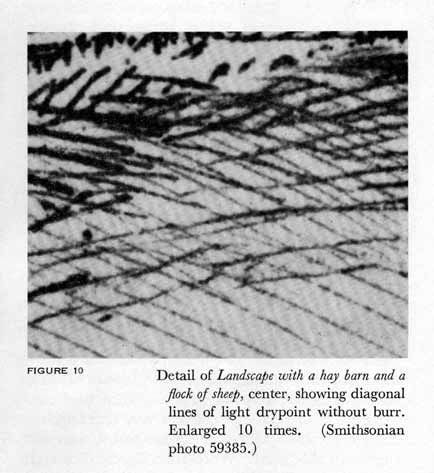 FIGURE 10
Detail of Landscape with a hay barn and a
flock of sheep, center, showing diagonal
lines of light drypoint without burr.
Enlarged 10 times. (Smithsonian
photo 59385.)